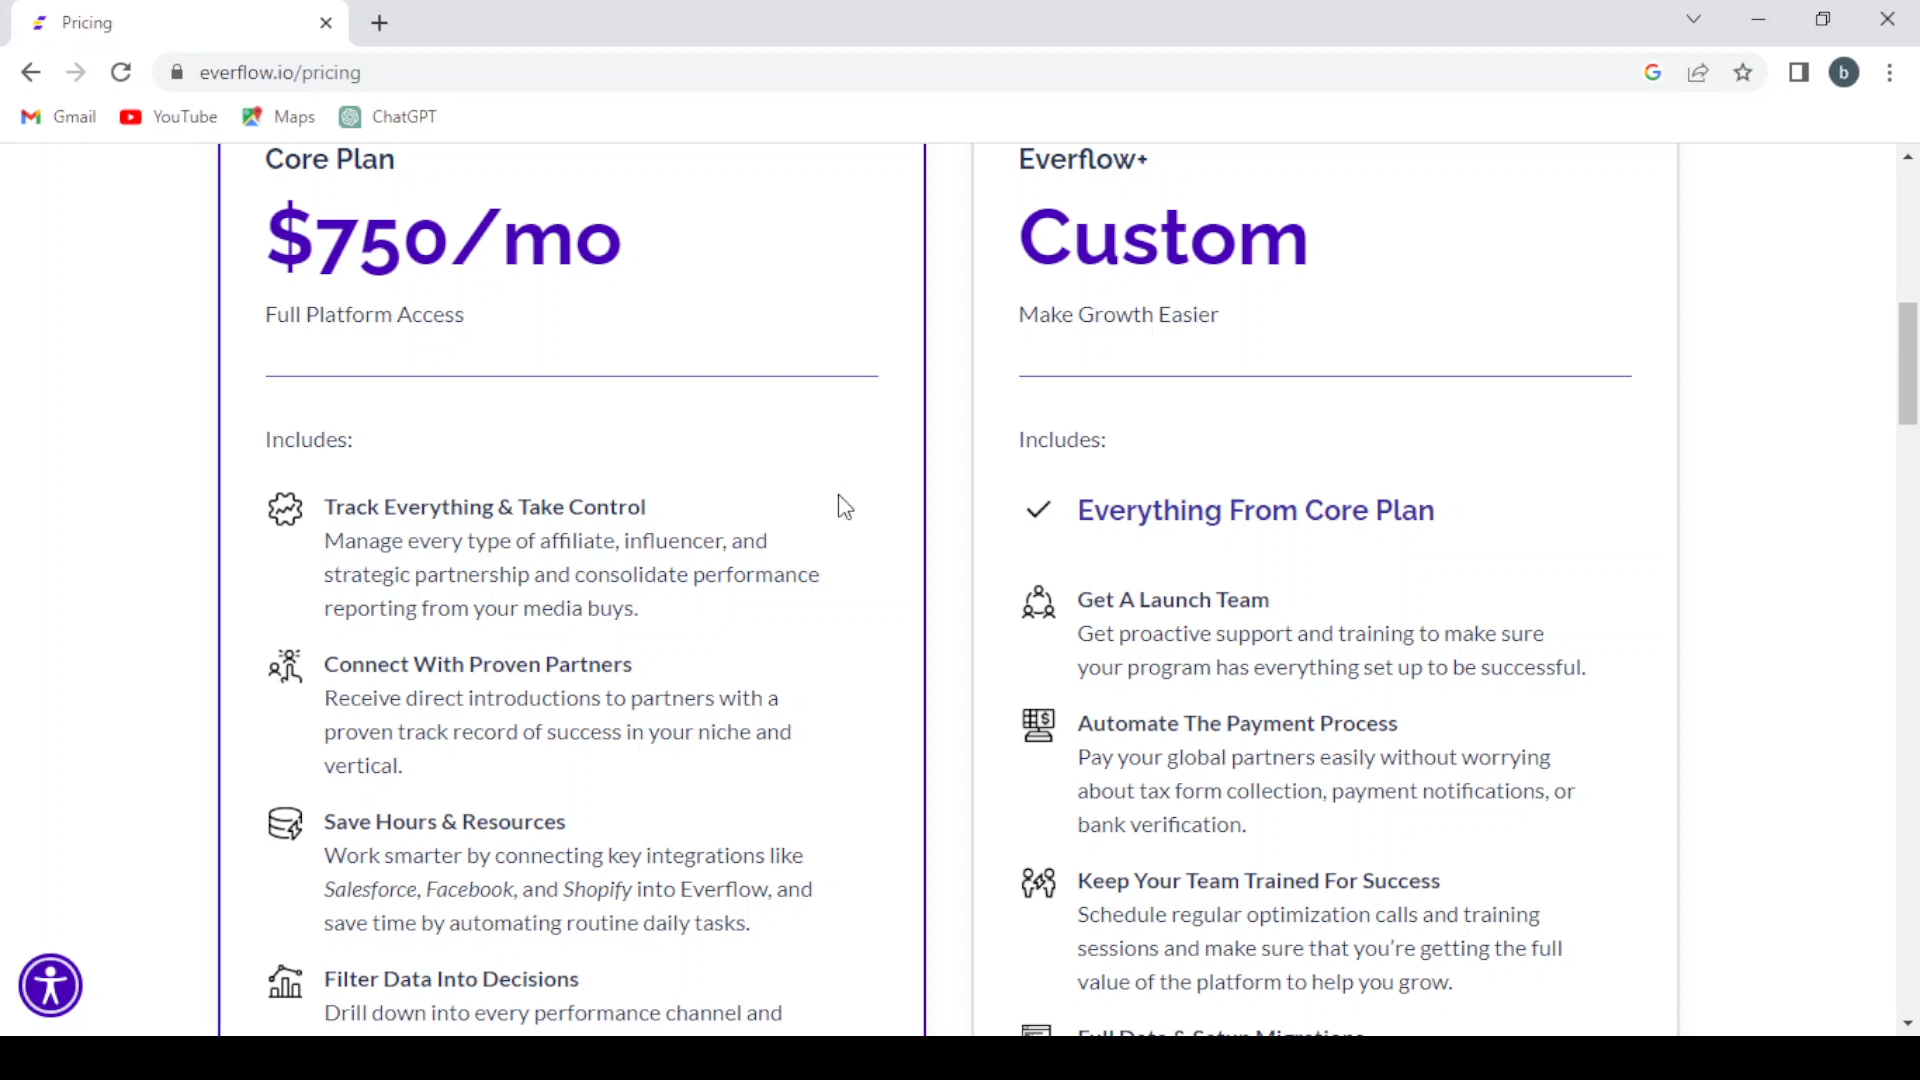 Pricing
everflow.io/pricing
b
Gmail
YouTube
Maps
ChatGPT
Core Plan
$750/mo
Full Platform Access
Includes:
Track Everything & Take Control
Manage every type of affiliate, influencer, and
strategic partnership and consolidate performance
reporting from your media buys.
Connect With Proven Partners
Receive direct introductions to partners with a
proven track record of success in your niche and
vertical.
Save Hours & Resources
Work smarter by connecting key integrations like
Salesforce, Facebook, and Shopify into Everflow, and
save time by automating routine daily tasks.
Filter Data Into Decisions
Drill down into every performance channel and
Everflow+
Custom
Make Growth Easier
Includes:
Everything From Core Plan
Get A Launch Team
Get proactive support and training to make sure
your program has everything set up to be successful.
Automate The Payment Process
Pay your global partners easily without worrying
about tax form collection, payment notifications, or
bank verification.
Keep Your Team Trained For Success
Schedule regular optimization calls and training
sessions and make sure that you're getting the full
value of the platform to help you grow.
Full Data & Setup Migrations